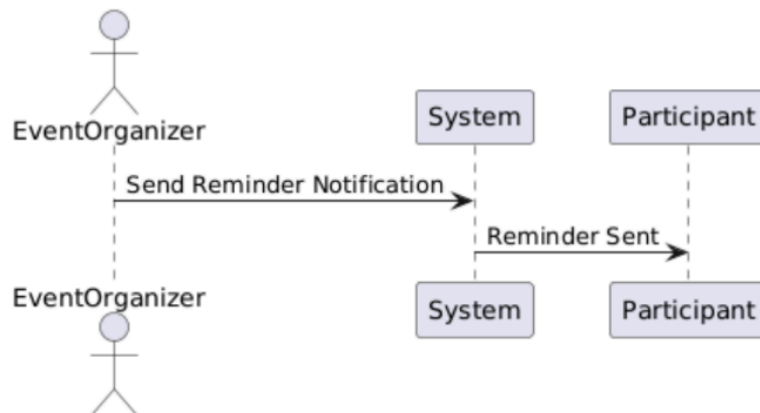 EventOrganizer
System
Participant
Send Reminder Notification
Reminder Sent
EventOrganizer
System
Participant